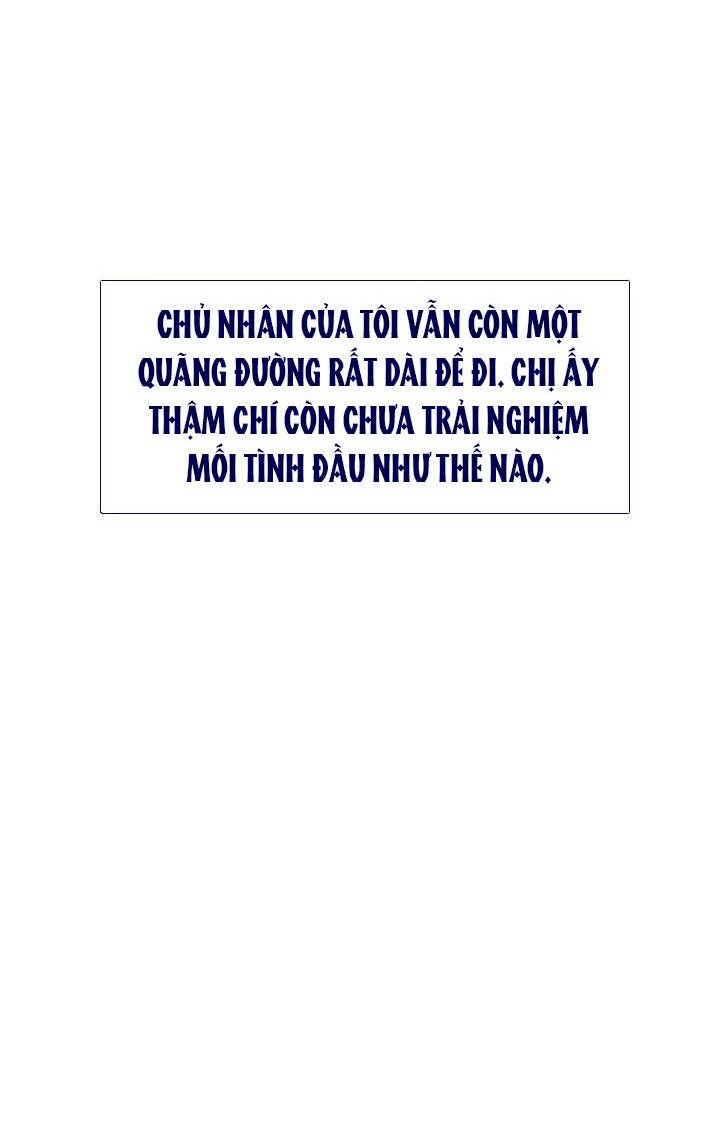 CHỦ NHÂN CỦA TÔI VẪN CÒN MỘT
QUÃNG ĐƯỜNG RẤT DÀI ĐỂ ĐI. CHỊ ẤY
THẬM CHÍ CÒN CHƯA TRẢI NGHIỆM
MỐI TÌNH ĐẦU NHƯ THẾ NÀO.